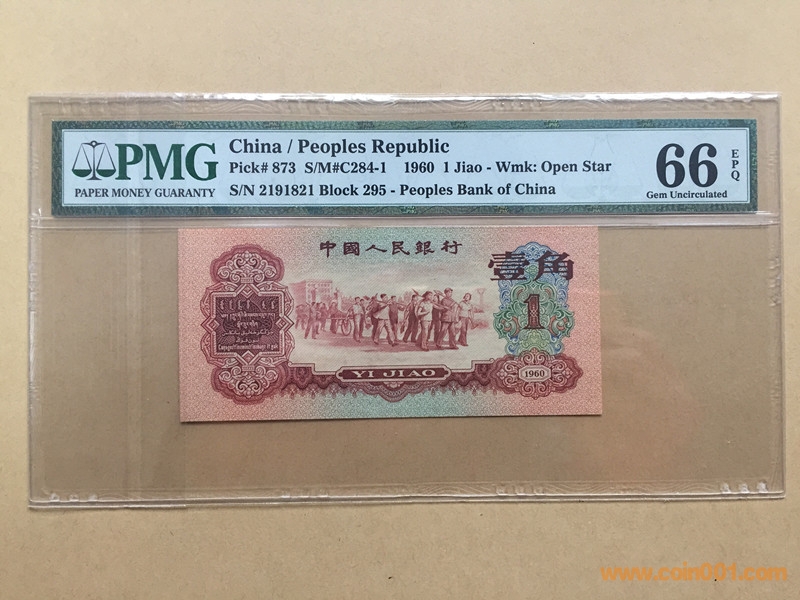 PMG
PAPER MONEY GUARANTY
China / Peoples Republic
Pick# 873 S/M#C284-1 1960 1 Jiao - Wmk: Open Star
S/N 2191821 Block 295 - Peoples Bank of China
66
EPQ
Gem Uncirculated
中國人民銀行
壹角
1
YI JIAO
1960
www.coin001.com